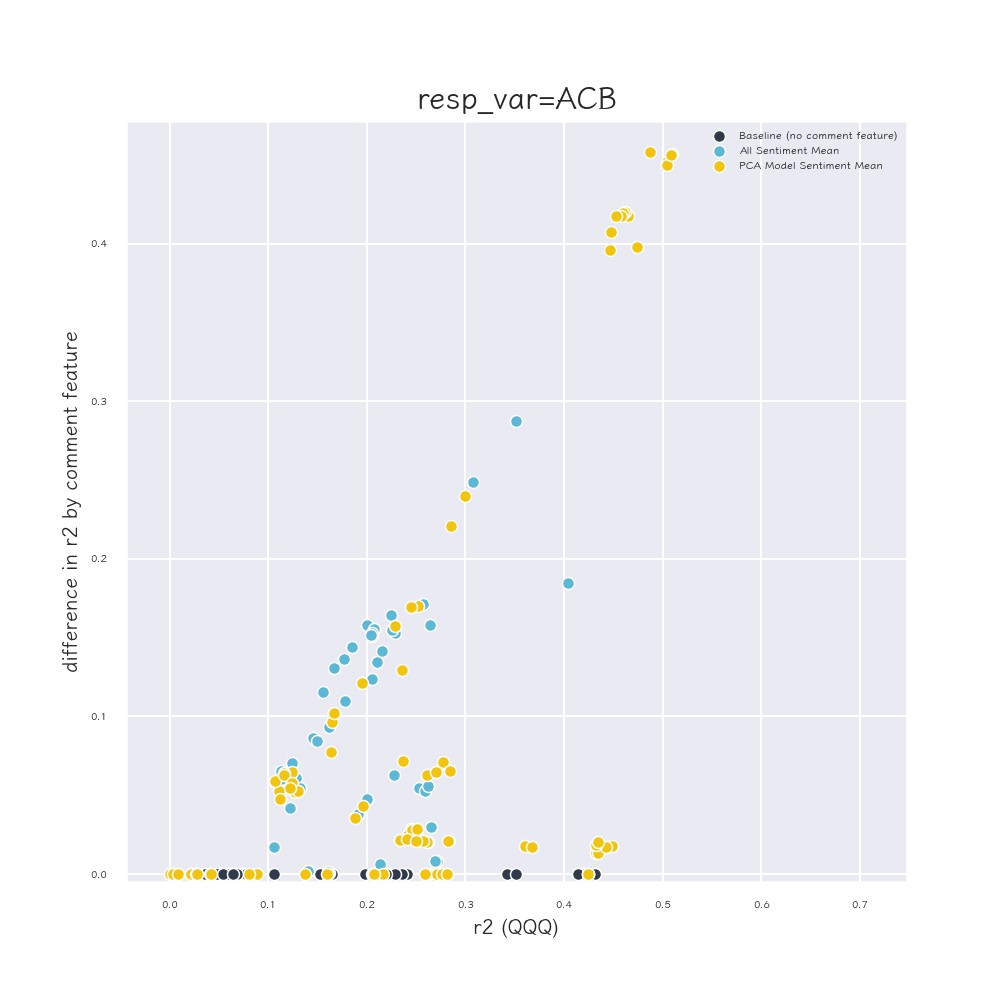 resp_var=ACB
Baseline (no comment feature)
All Sentiment Mean
PCA Model Sentiment Mean
difference in r2 by comment feature
0.4
0.3
0.2
0.1
0.0
0.0 0.1 0.2 0.3 0.4 0.5 0.6 0.7
r2 (QQQ)